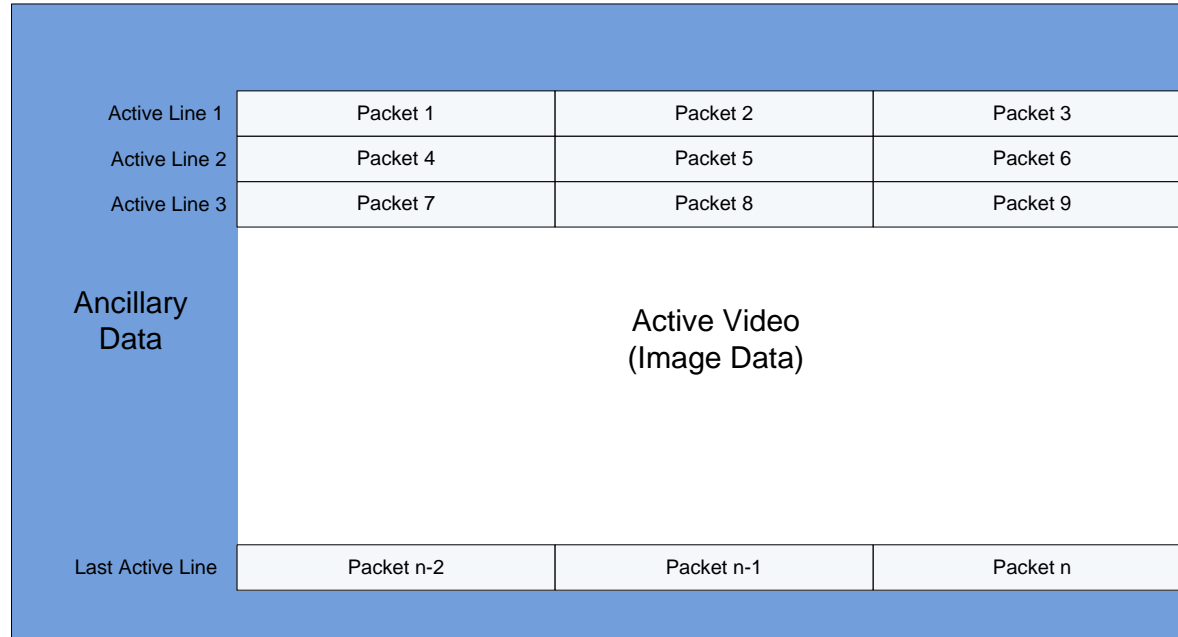 Active Line 1 Packet 1 Packet 2 Packet 3
Active Line 2 Packet 4 Packet 5 Packet 6
Active Line 3 Packet 7 Packet 8 Packet 9
Ancillary
Data
Active Video
(Image Data)
Last Active Line Packet n-2 Packet n-1 Packet n